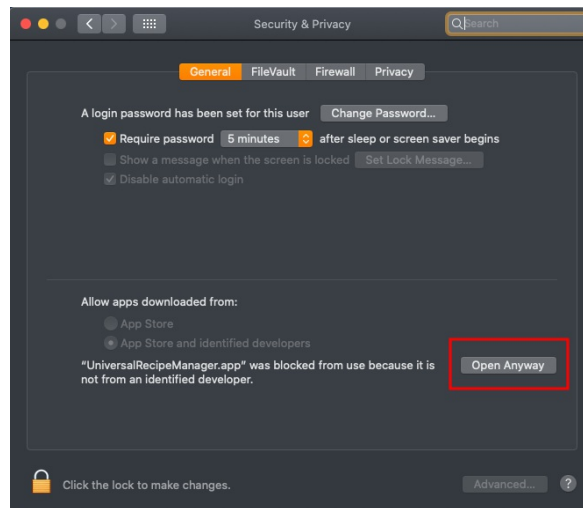 Security & Privacy
Search
General FileVault Firewall Privacy
A login password has been set for this user Change Password...
Require password 5 minutes after sleep or screen saver begins
Show a message when the screen is locked Set Lock Message...
Disable automatic login
Allow apps downloaded from:
App Store
App Store and identified developers
“UniversalRecipeManager.app” was blocked from use because it is Open Anyway
not from an identified developer.
Click the lock to make changes. Advanced... ?